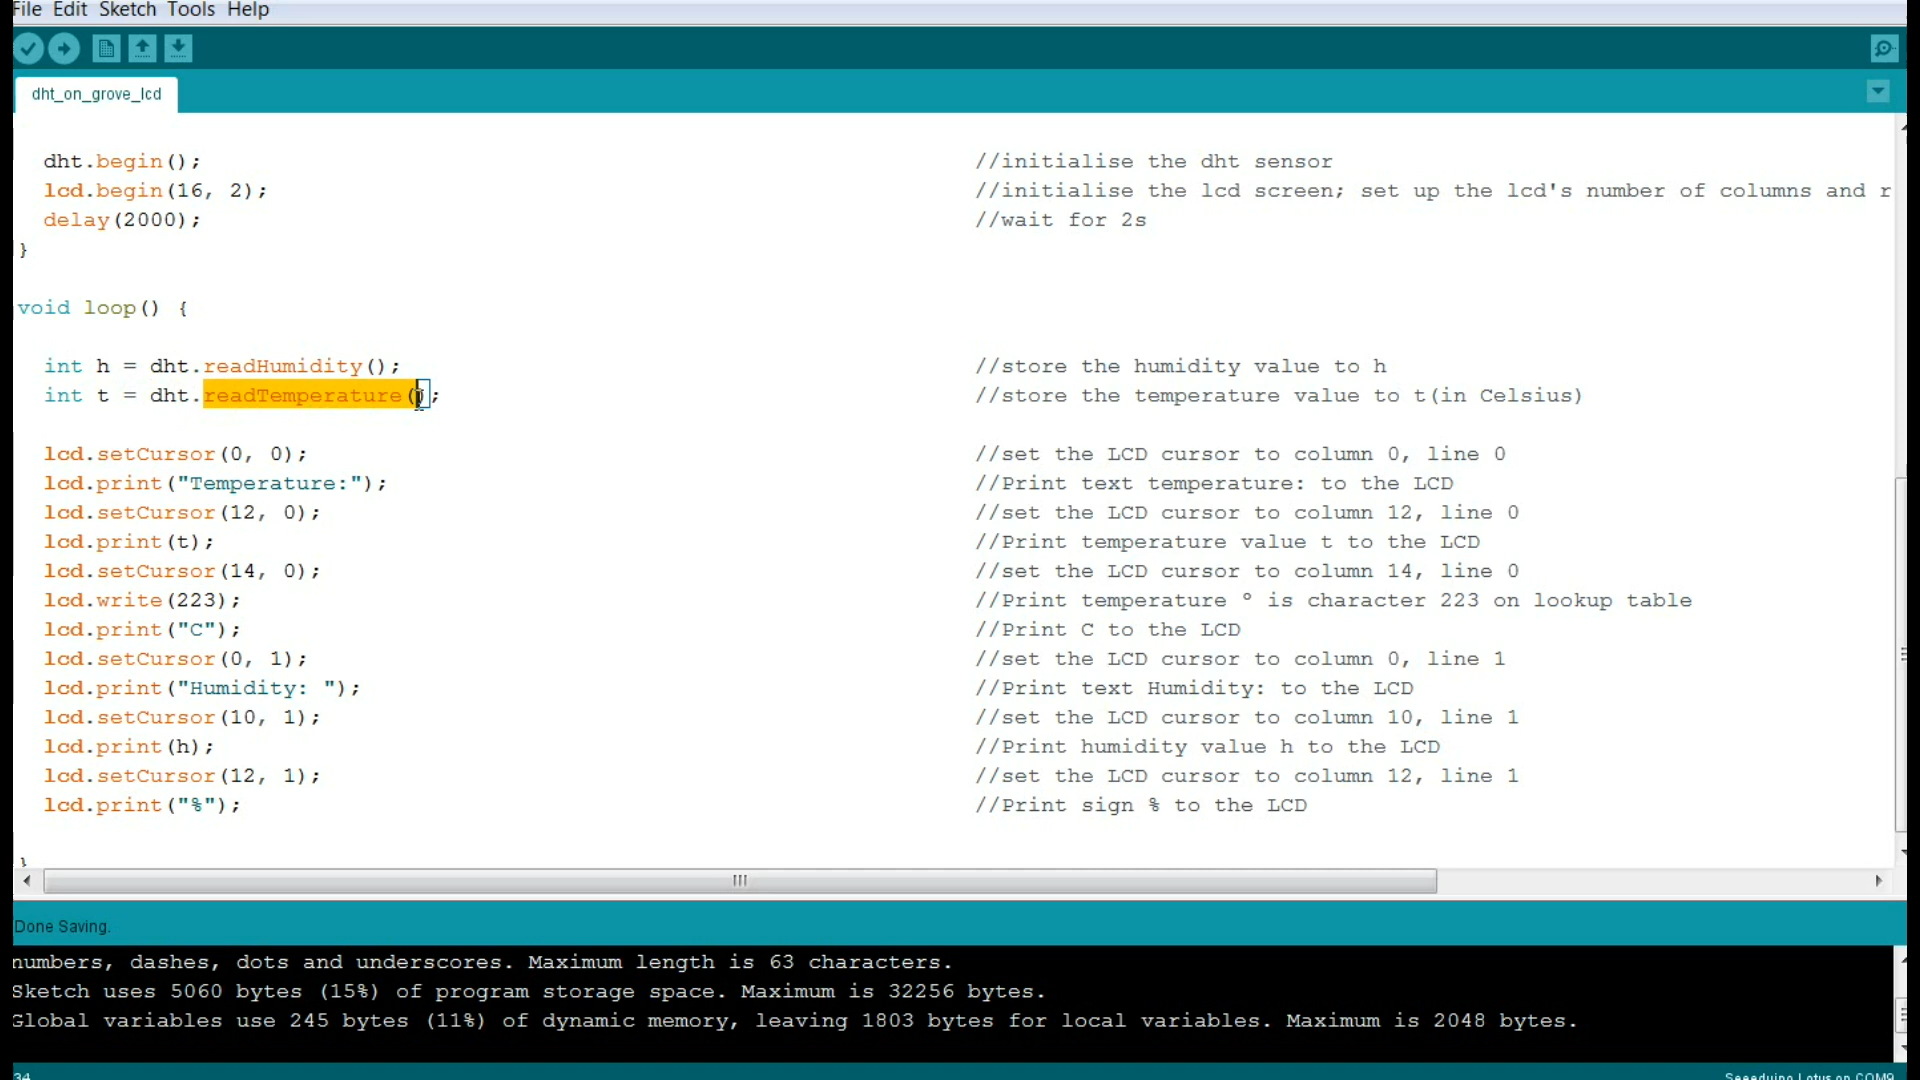 File Edit Sketch Tools Help
dht_on_grove_lcd
dht.begin(); //initialise the dht sensor
lcd.begin(16, 2); //initialise the lcd screen; set up the lcd's number of columns and r
delay(2000); //wait for 2s
}
void loop() {
int h = dht.readHumidity(); //store the humidity value to h
int t = dht.readTemperature(); //store the temperature value to t(in Celsius)
lcd.setCursor(0, 0); //set the LCD cursor to column 0, line 0
lcd.print("Temperature:"); //Print text temperature: to the LCD
lcd.setCursor(12, 0); //set the LCD cursor to column 12, line 0
lcd.print(t); //Print temperature value t to the LCD
lcd.setCursor(14, 0); //set the LCD cursor to column 14, line 0
lcd.write(223); //Print temperature ° is character 223 on lookup table
lcd.print("C"); //Print C to the LCD
lcd.setCursor(0, 1); //set the LCD cursor to column 0, line 1
lcd.print("Humidity: "); //Print text Humidity: to the LCD
lcd.setCursor(10, 1); //set the LCD cursor to column 10, line 1
lcd.print(h); //Print humidity value h to the LCD
lcd.setCursor(12, 1); //set the LCD cursor to column 12, line 1
lcd.print("%"); //Print sign % to the LCD
}
Done Saving.
numbers, dashes, dots and underscores. Maximum length is 63 characters.
Sketch uses 5060 bytes (15%) of program storage space. Maximum is 32256 bytes.
Global variables use 245 bytes (11%) of dynamic memory, leaving 1803 bytes for local variables. Maximum is 2048 bytes.
34 Seeeduino Lotus on COM9